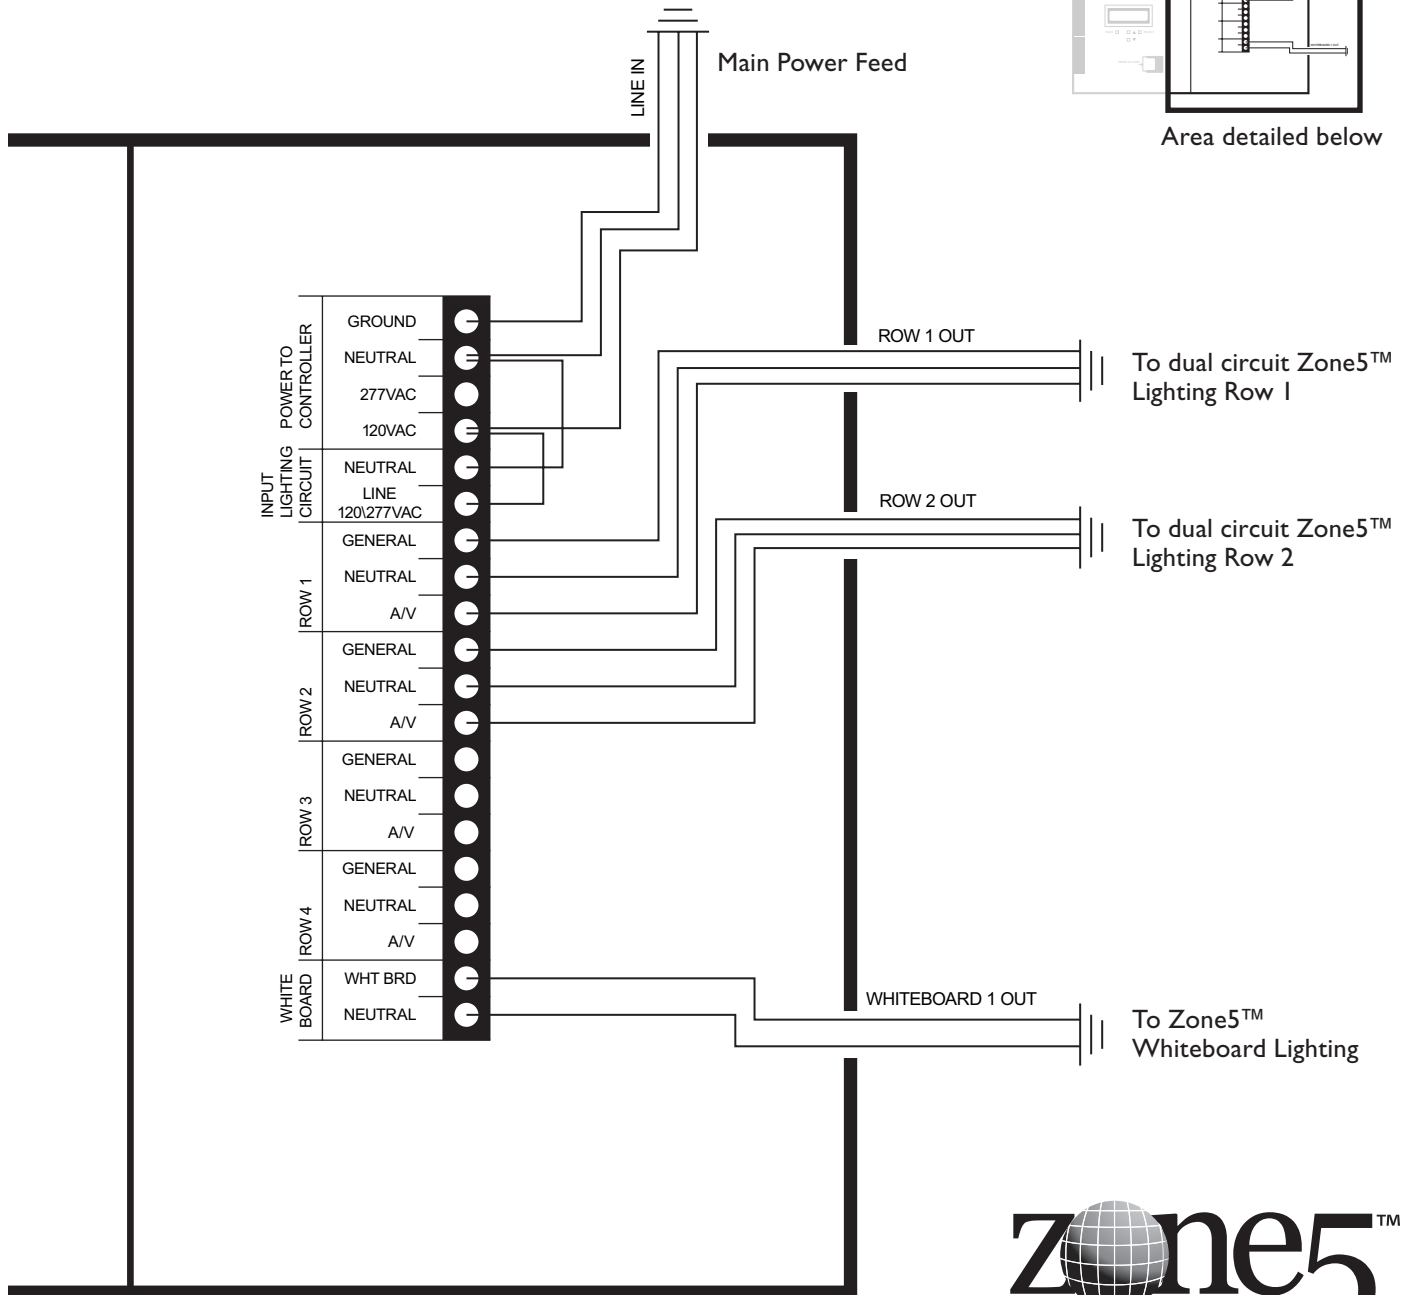 LINE IN
Main Power Feed
Area detailed below
POWER TO
CONTROLLER
GROUND
NEUTRAL
277VAC
120VAC
INPUT
LIGHTING
CIRCUIT
NEUTRAL
LINE
120\277VAC
ROW 1
GENERAL
NEUTRAL
A/V
ROW 2
GENERAL
NEUTRAL
A/V
ROW 3
GENERAL
NEUTRAL
A/V
ROW 4
GENERAL
NEUTRAL
A/V
WHITE
BOARD
WHT BRD
NEUTRAL
ROW 1 OUT
To dual circuit Zone5™
Lighting Row 1
ROW 2 OUT
To dual circuit Zone5™
Lighting Row 2
WHITEBOARD 1 OUT
To Zone5™
Whiteboard Lighting
zone5™